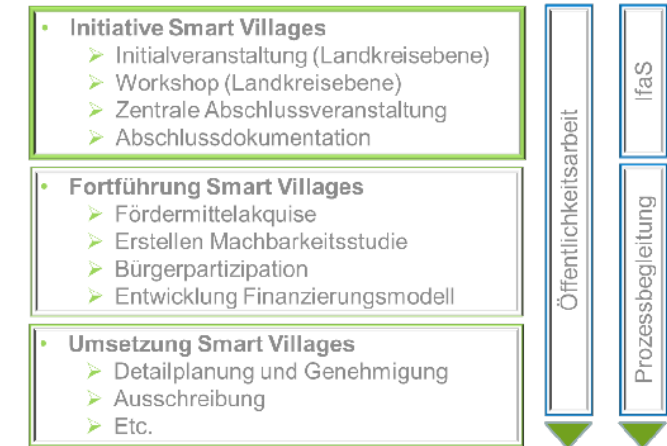 • Initiative Smart Villages
➢ Initialveranstaltung (Landkreisebene)
➢ Workshop (Landkreisebene)
➢ Zentrale Abschlussveranstaltung
➢ Abschlussdokumentation
• Fortführung Smart Villages
➢ Fördermittelakquise
➢ Erstellen Machbarkeitsstudie
➢ Bürgerpartizipation
➢ Entwicklung Finanzierungsmodell
• Umsetzung Smart Villages
➢ Detailplanung und Genehmigung
➢ Ausschreibung
➢ Etc.
Öffentlichkeitsarbeit
IfaS
Prozessbegleitung